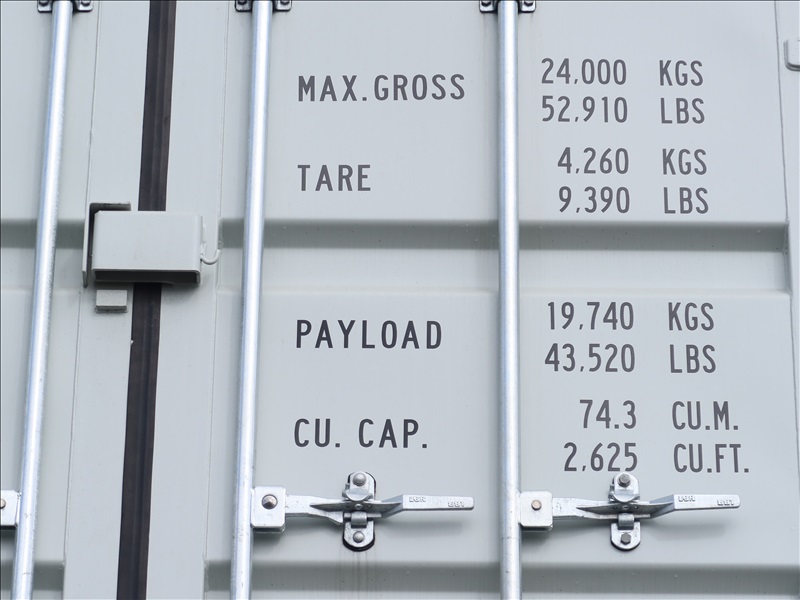 MAX.GROSS 24,000 KGS
52,910 LBS
TARE 4,260 KGS
9,390 LBS
PAYLOAD 19,740 KGS
43,520 LBS
CU. CAP. 74.3 CU.M.
2,625 CU.FT.